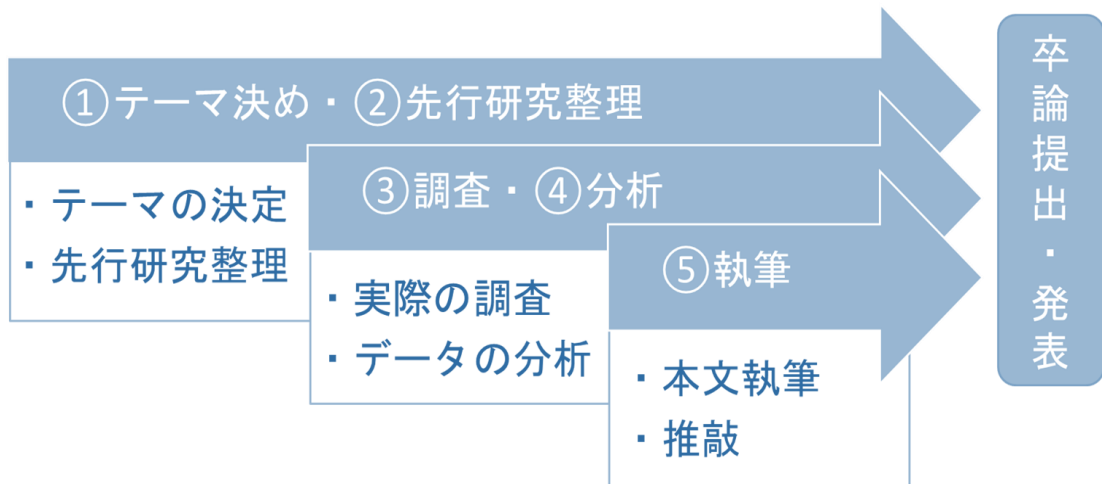 ①テーマ決め・②先行研究整理
・テーマの決定
・先行研究整理
③調査・④分析
・実際の調査
・データの分析
⑤執筆
・本文執筆
・推敲
卒論提出・発表